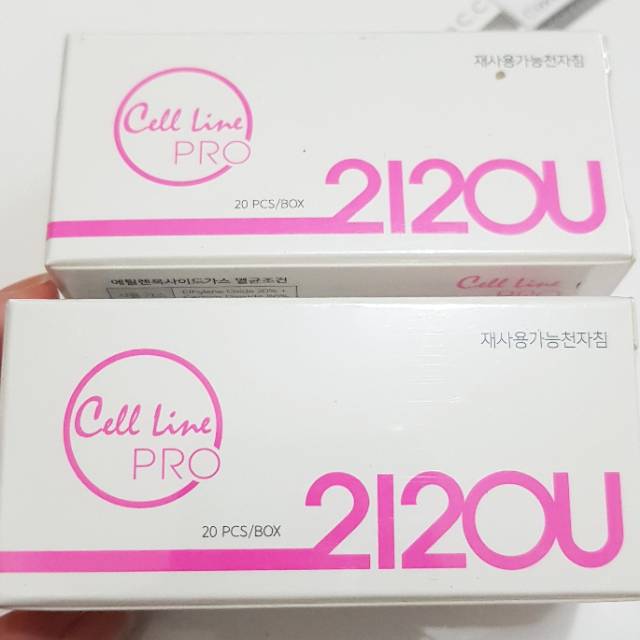 재사용가능천자침
Cell Line
PRO
20 PCS/BOX
212OU
에틸렌옥사이드가스 멸균조건
Cell Line
PRO
재사용가능천자침
Cell Line
PRO
20 PCS/BOX
212OU